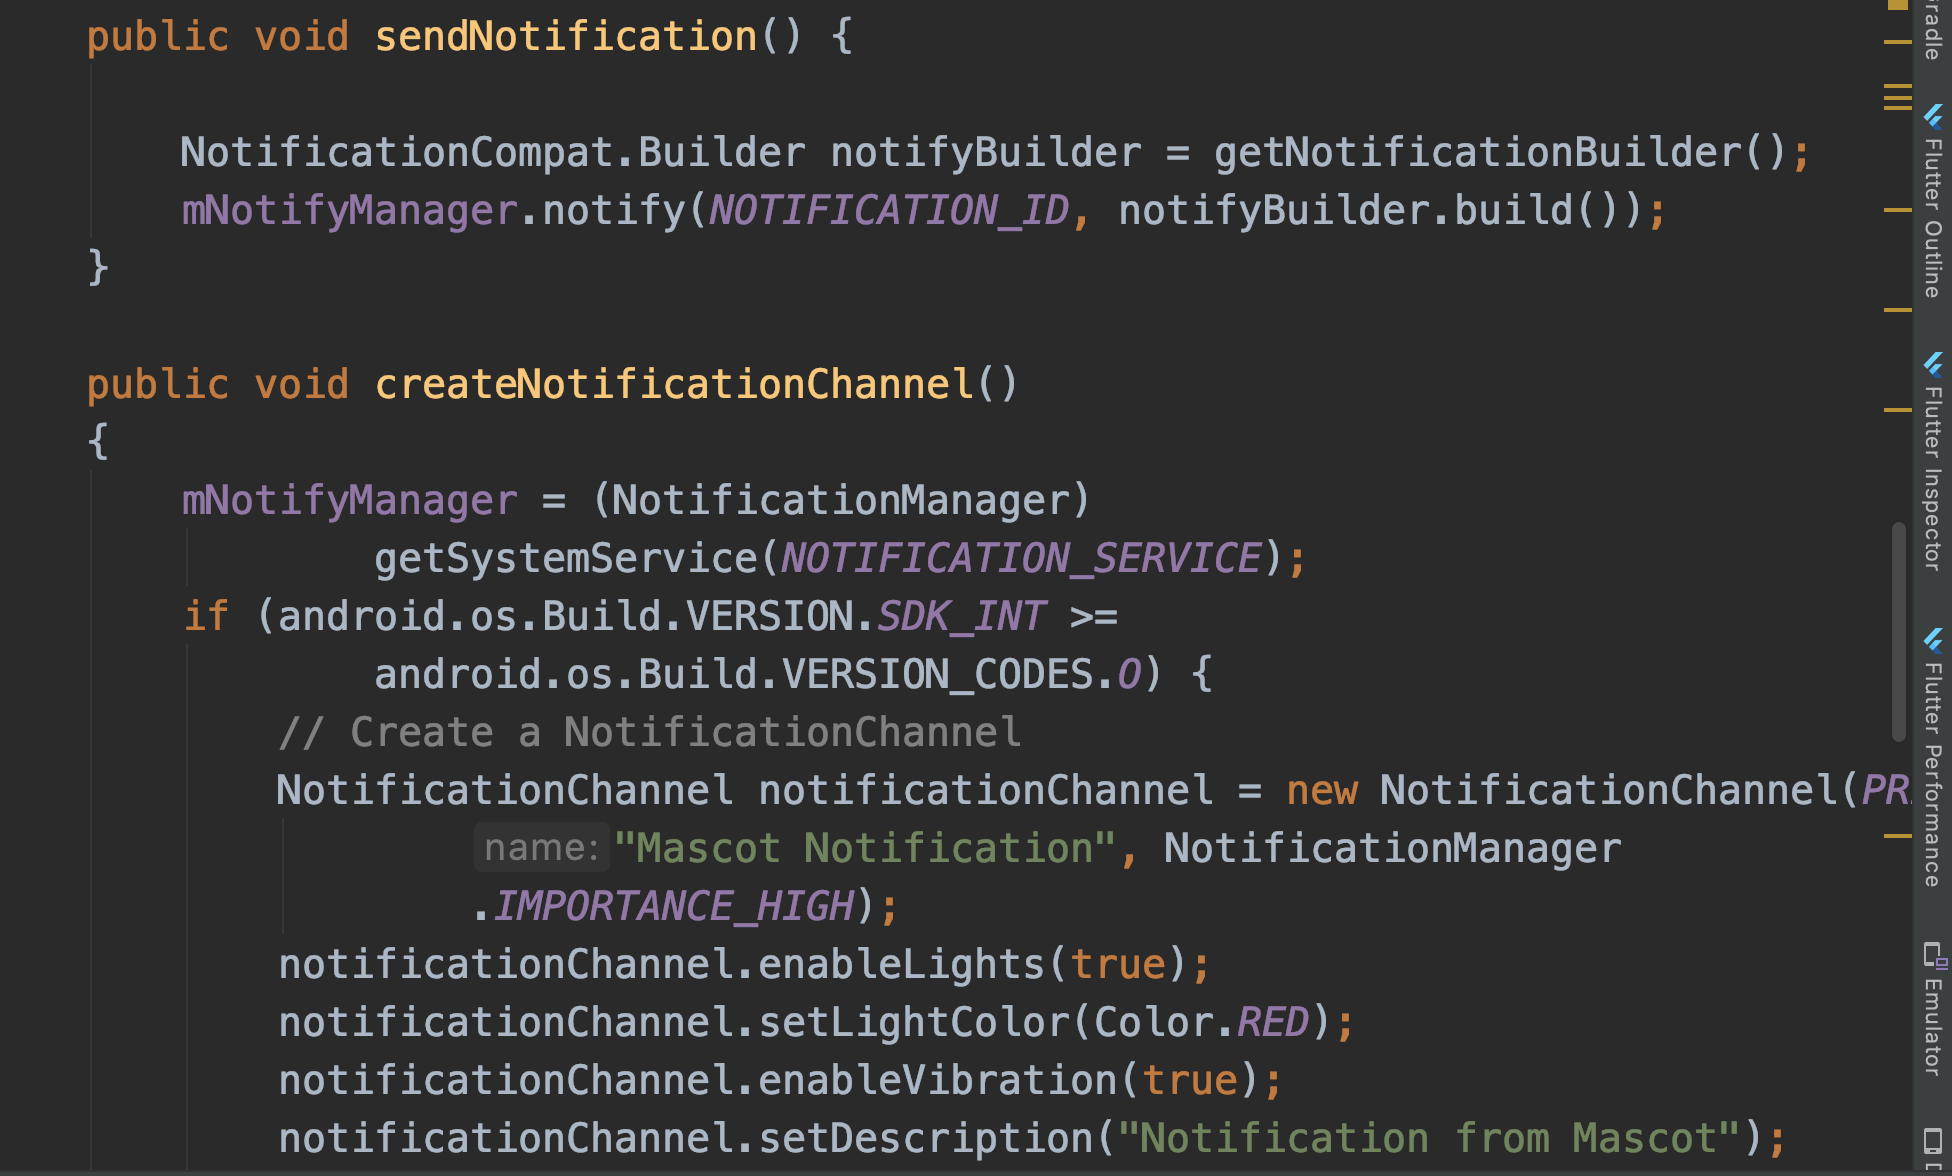 public void sendNotification() {
NotificationCompat.Builder notifyBuilder = getNotificationBuilder();
mNotifyManager.notify(NOTIFICATION_ID, notifyBuilder.build());
}
public void createNotificationChannel()
{
mNotifyManager = (NotificationManager)
getSystemService(NOTIFICATION_SERVICE);
if (android.os.Build.VERSION.SDK_INT >=
android.os.Build.VERSION_CODES.O) {
// Create a NotificationChannel
NotificationChannel notificationChannel = new NotificationChannel(PR
name: "Mascot Notification", NotificationManager
.IMPORTANCE_HIGH);
notificationChannel.enableLights(true);
notificationChannel.setLightColor(Color.RED);
notificationChannel.enableVibration(true);
notificationChannel.setDescription("Notification from Mascot");
Flutter Outline
Flutter Inspector
Flutter Performance
Emulator